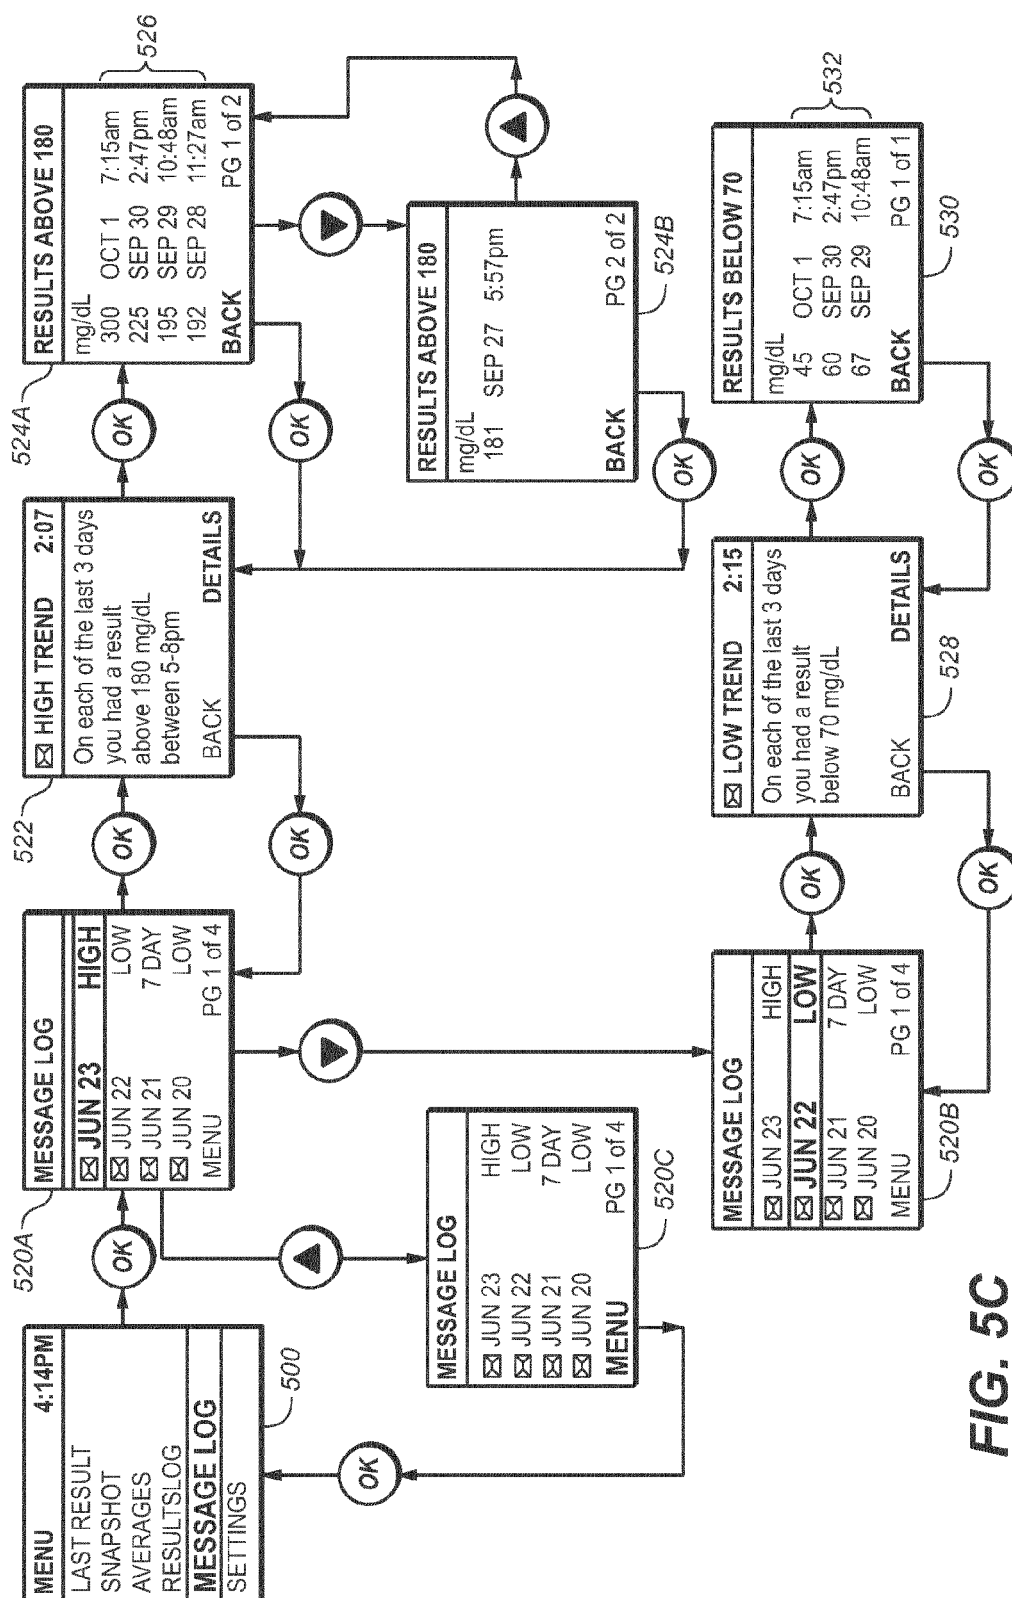 MENU 4:14PM
LAST RESULT
SNAPSHOT
AVERAGES
RESULTSLOG
MESSAGE LOG
SETTINGS
500
OK
520A
MESSAGE LOG
JUN 23 HIGH
JUN 22 LOW
JUN 21 7 DAY
JUN 20 LOW
MENU PG 1 of 4
OK
522
HIGH TREND 2:07
On each of the last 3 days
you had a result
above 180 mg/dL
between 5-8pm
BACK DETAILS
OK
OK
524A
RESULTS ABOVE 180
mg/dL
300 OCT 1 7:15am
225 SEP 30 2:47pm
195 SEP 29 10:48am
192 SEP 28 11:27am
BACK PG 1 of 2
526
OK
RESULTS ABOVE 180
mg/dL
181 SEP 27 5:57pm
BACK PG 2 of 2
524B
OK
MESSAGE LOG
JUN 23 HIGH
JUN 22 LOW
JUN 21 7 DAY
JUN 20 LOW
MENU PG 1 of 4
520C
OK
MESSAGE LOG
JUN 23 HIGH
JUN 22 LOW
JUN 21 7 DAY
JUN 20 LOW
MENU PG 1 of 4
520B
OK
LOW TREND 2:15
On each of the last 3 days
you had a result
below 70 mg/dL
BACK DETAILS
528
OK
OK
RESULTS BELOW 70
mg/dL
45 OCT 1 7:15am
60 SEP 30 2:47pm
67 SEP 29 10:48am
BACK PG 1 of 1
532
530
OK
FIG. 5C